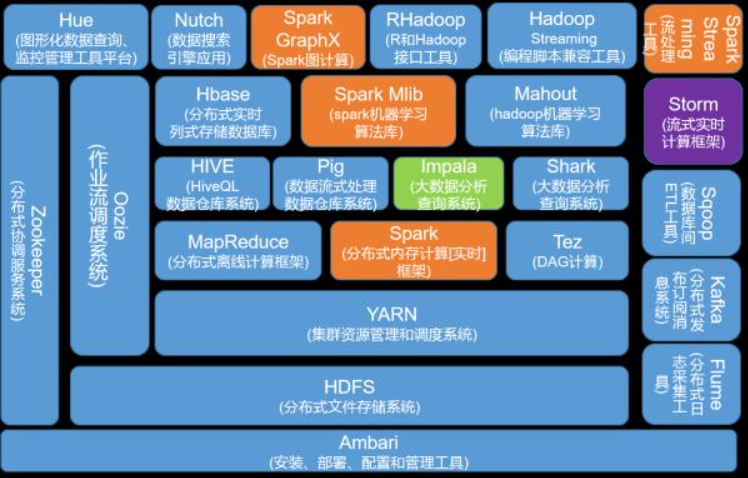 Hue
(图形化数据查询、
监控管理工具平台)
Nutch
(数据搜索
引擎应用)
Spark
GraphX
(Spark图计算)
RHadoop
(R和Hadoop
接口工具)
Hadoop
Streaming
(编程脚本兼容工具)
Spark
Strea
ming
(流处理
工具)
Zookeeper
(分布式协调服务系统)
Oozie
(作业流调度系统)
Hbase
(分布式实时
列式存储数据库)
Spark Mlib
(spark机器学习
算法库)
Mahout
(hadoop机器学习
算法库)
Storm
(流式实时
计算框架)
HIVE
(HiveQL
数据仓库系统)
Pig
(数据流式处理
数据仓库系统)
Impala
(大数据分析
查询系统)
Shark
(大数据分析
查询系统)
Sqoop
(数据库间
ETL工具)
MapReduce
(分布式离线计算框架)
Spark
(分布式内存计算[实时]
框架)
Tez
(DAG计算)
Kafka
(分布式发
布订阅消
息系统)
YARN
(集群资源管理和调度系统)
Flume
(分布式日
志采集工
具)
HDFS
(分布式文件存储系统)
Ambari
(安装、部署、配置和管理工具)